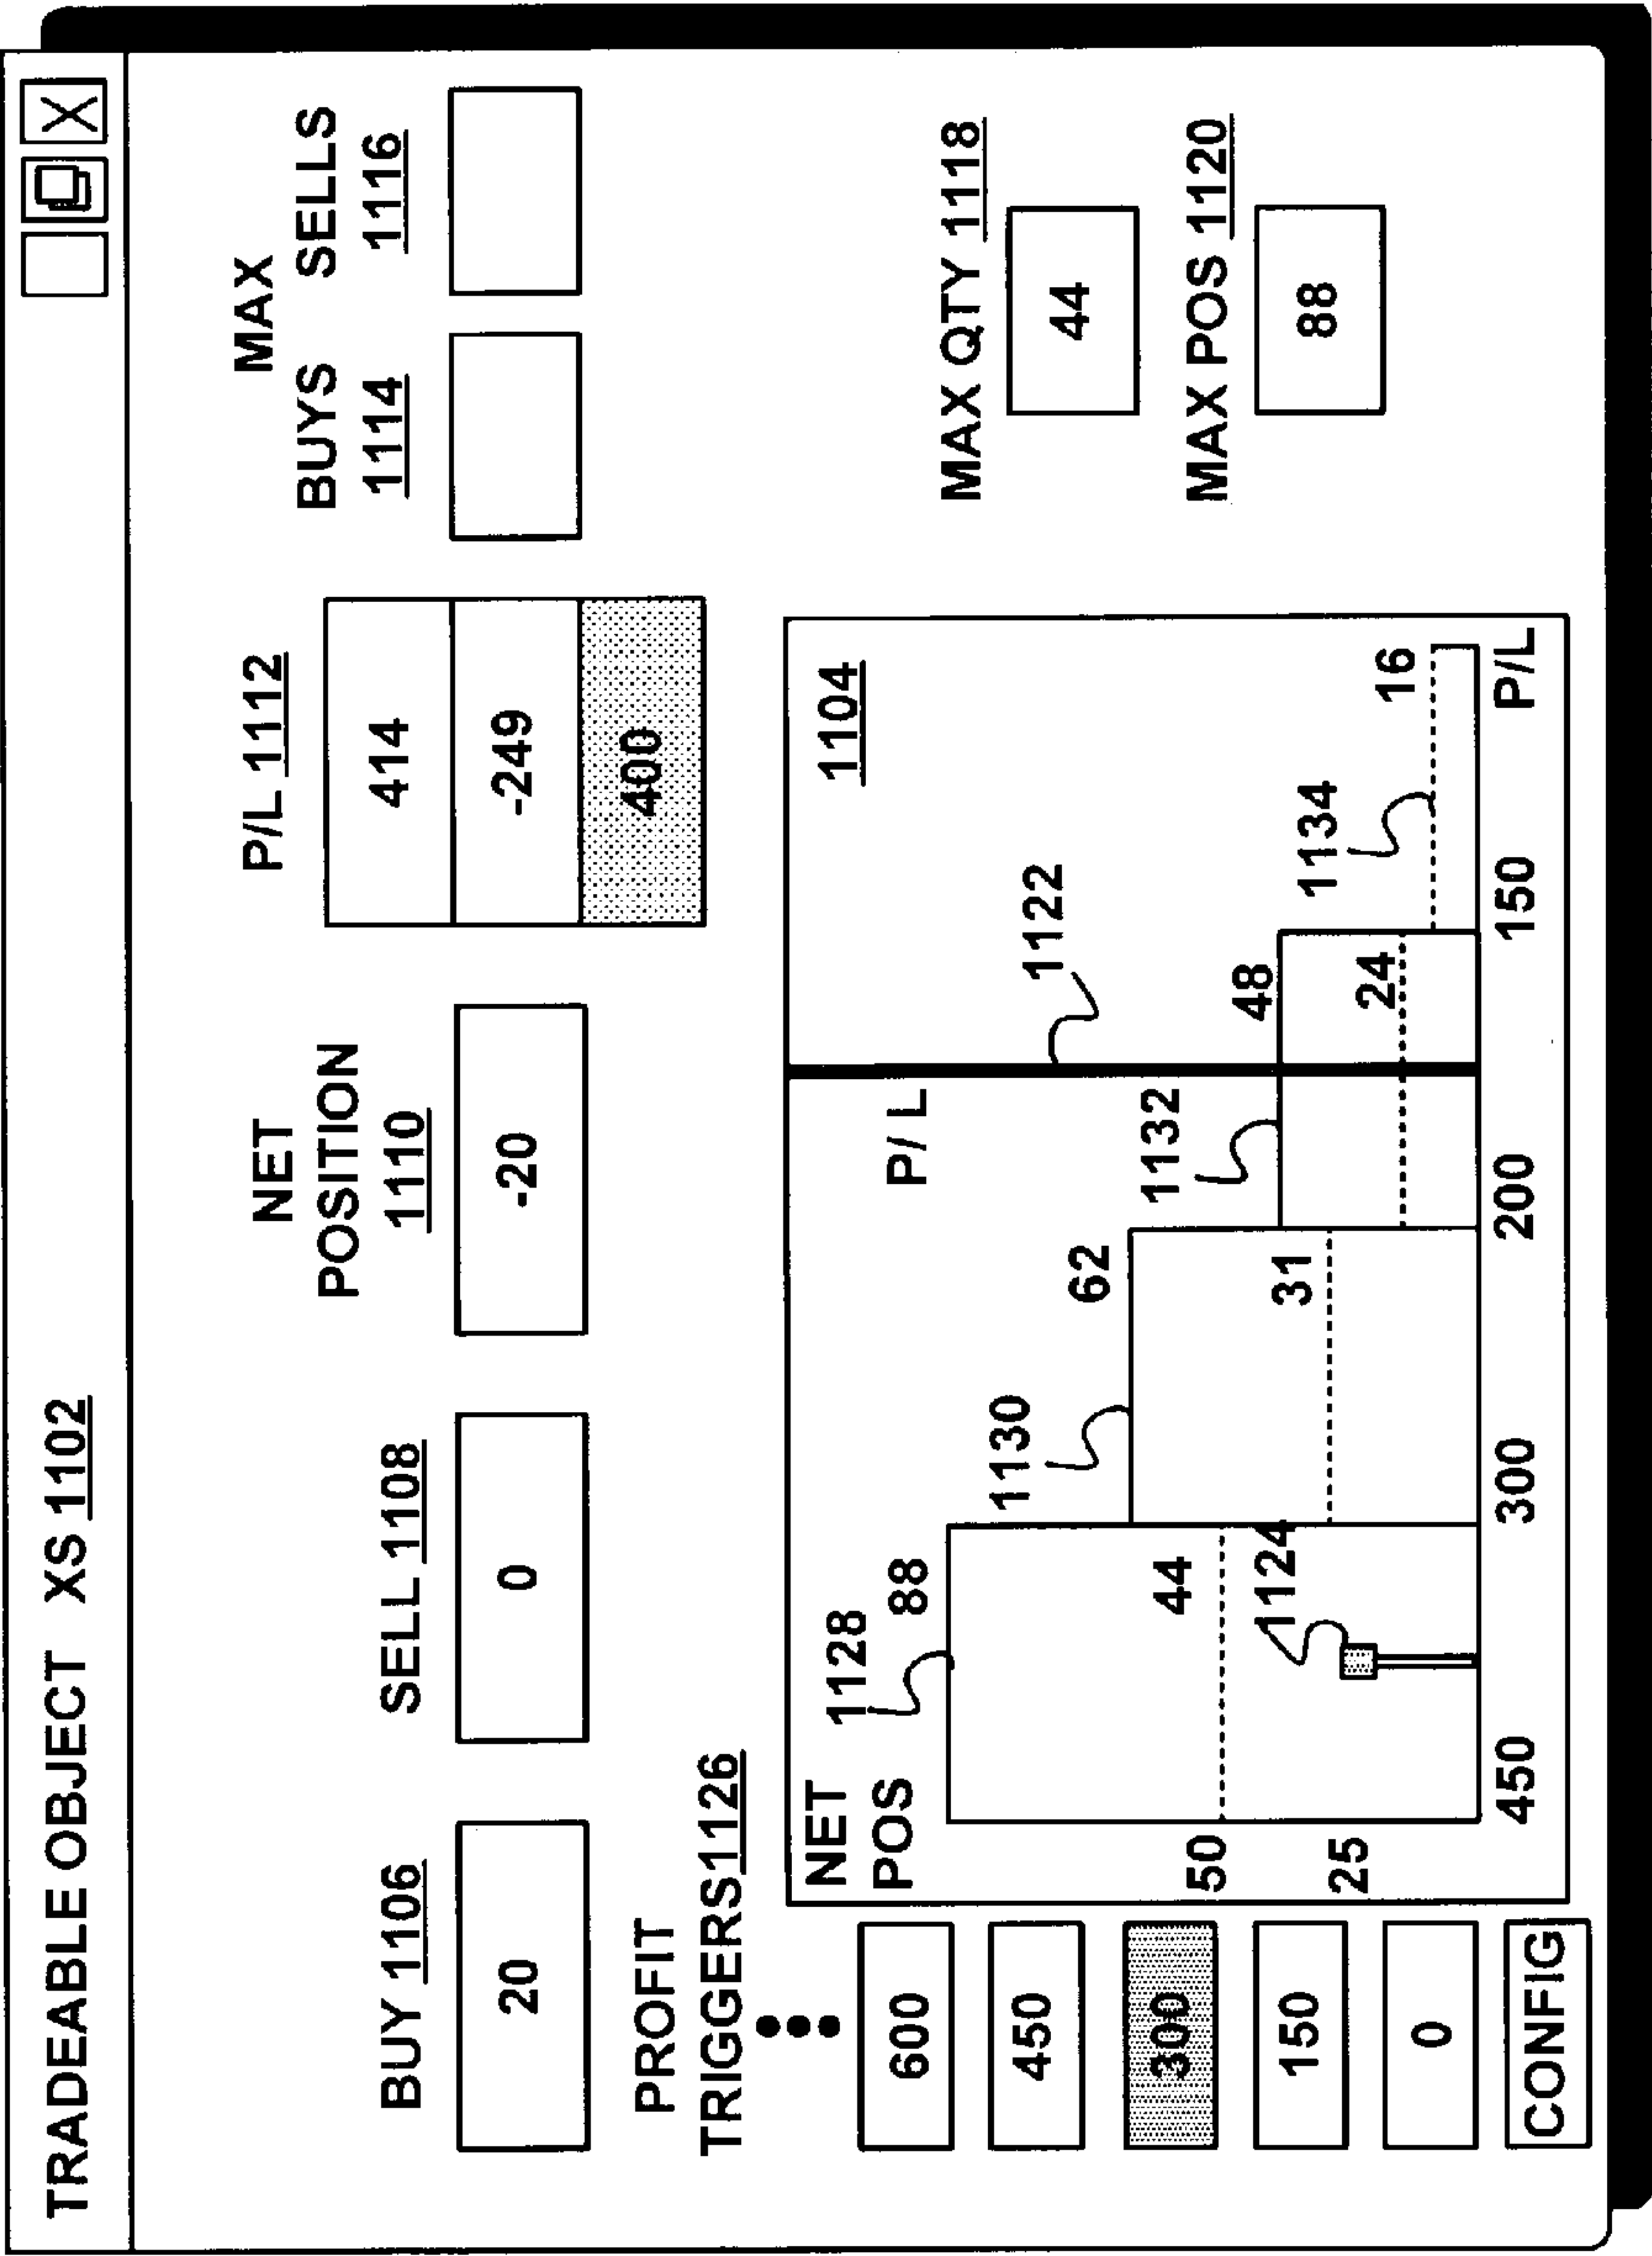 TRADEABLE OBJECT XS 1102
X
MAX
BUY 1106
SELL 1108
NET
POSITION
1110
P/L 1112
BUYS
1114
SELLS
1116
20
0
-20
414
-249
400
PROFIT
TRIGGERS 1126
600
450
300
150
0
CONFIG
NET
POS
1128
88
44
1124
50
25
1130
62
31
P/ L
1132
1122
48
24
1104
1134
16
450
300
200
150
P/L
MAX QTY 1118
44
MAX POS 1120
88